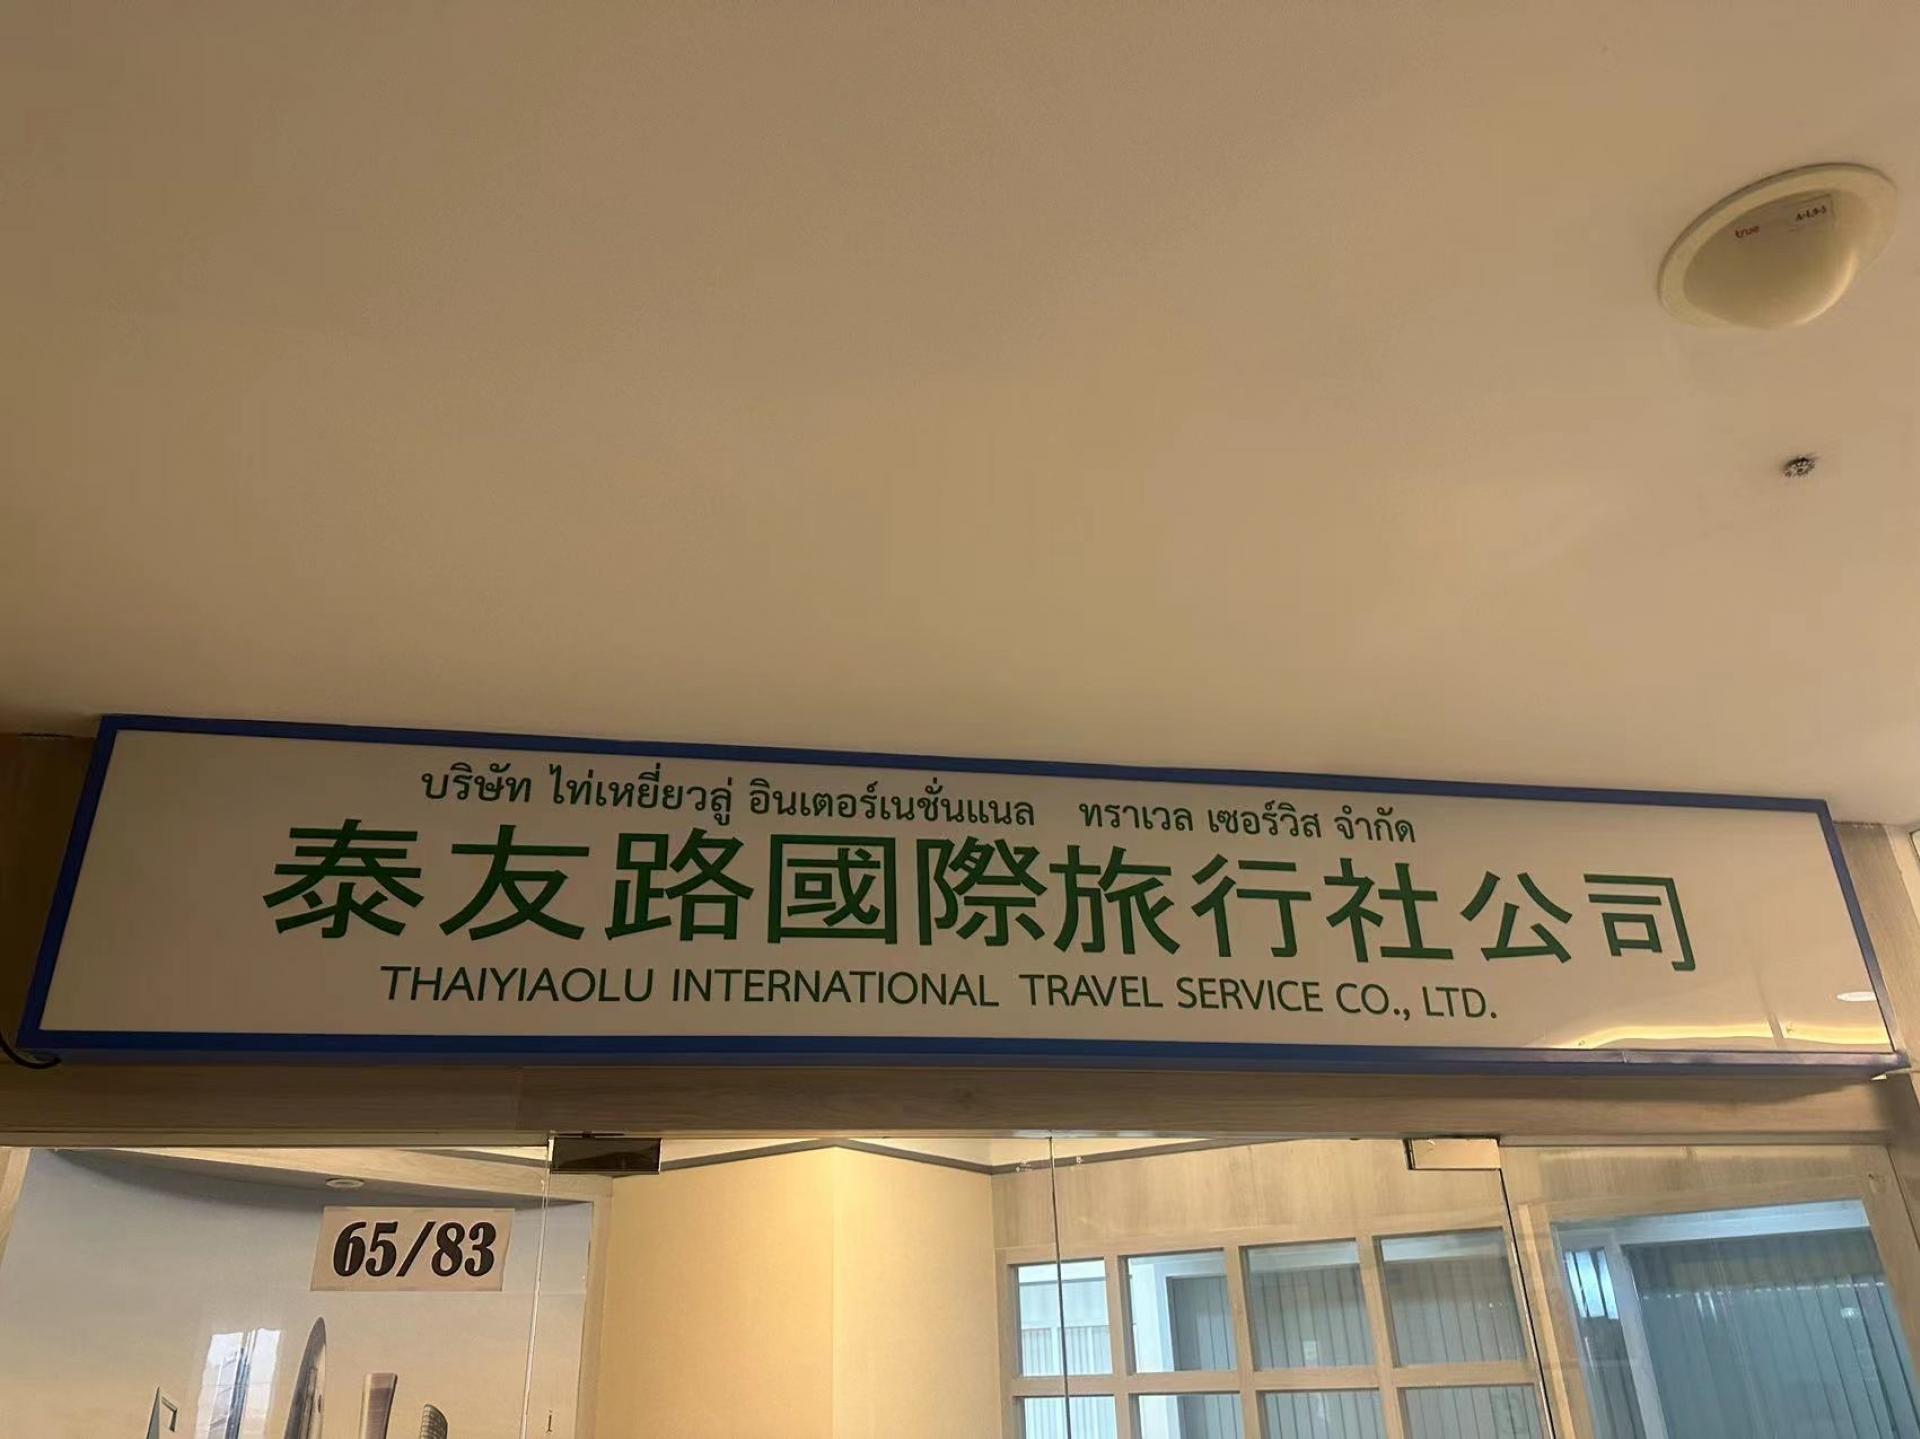 true
A-L9-3
บริษัท ไท่เหยี่ยวลู่ อินเตอร์เนชั่นแนล ทราเวล เซอร์วิส จำกัด
泰友路國際旅行社公司
THAIYIAOLU INTERNATIONAL TRAVEL SERVICE CO., LTD.
65/83